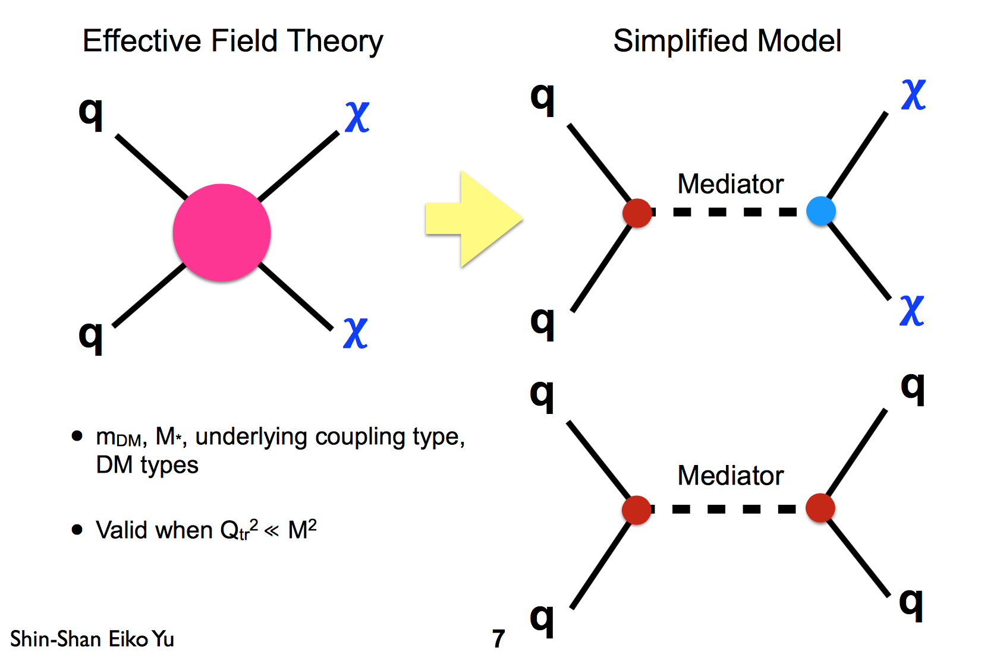 Effective Field Theory
q
χ
q
χ
• mDM, M*, underlying coupling type,
DM types
• Valid when Qtr² ≪ M²
Simplified Model
q
χ
Mediator
q
χ
q
q
Mediator
q
q
Shin-Shan Eiko Yu
7